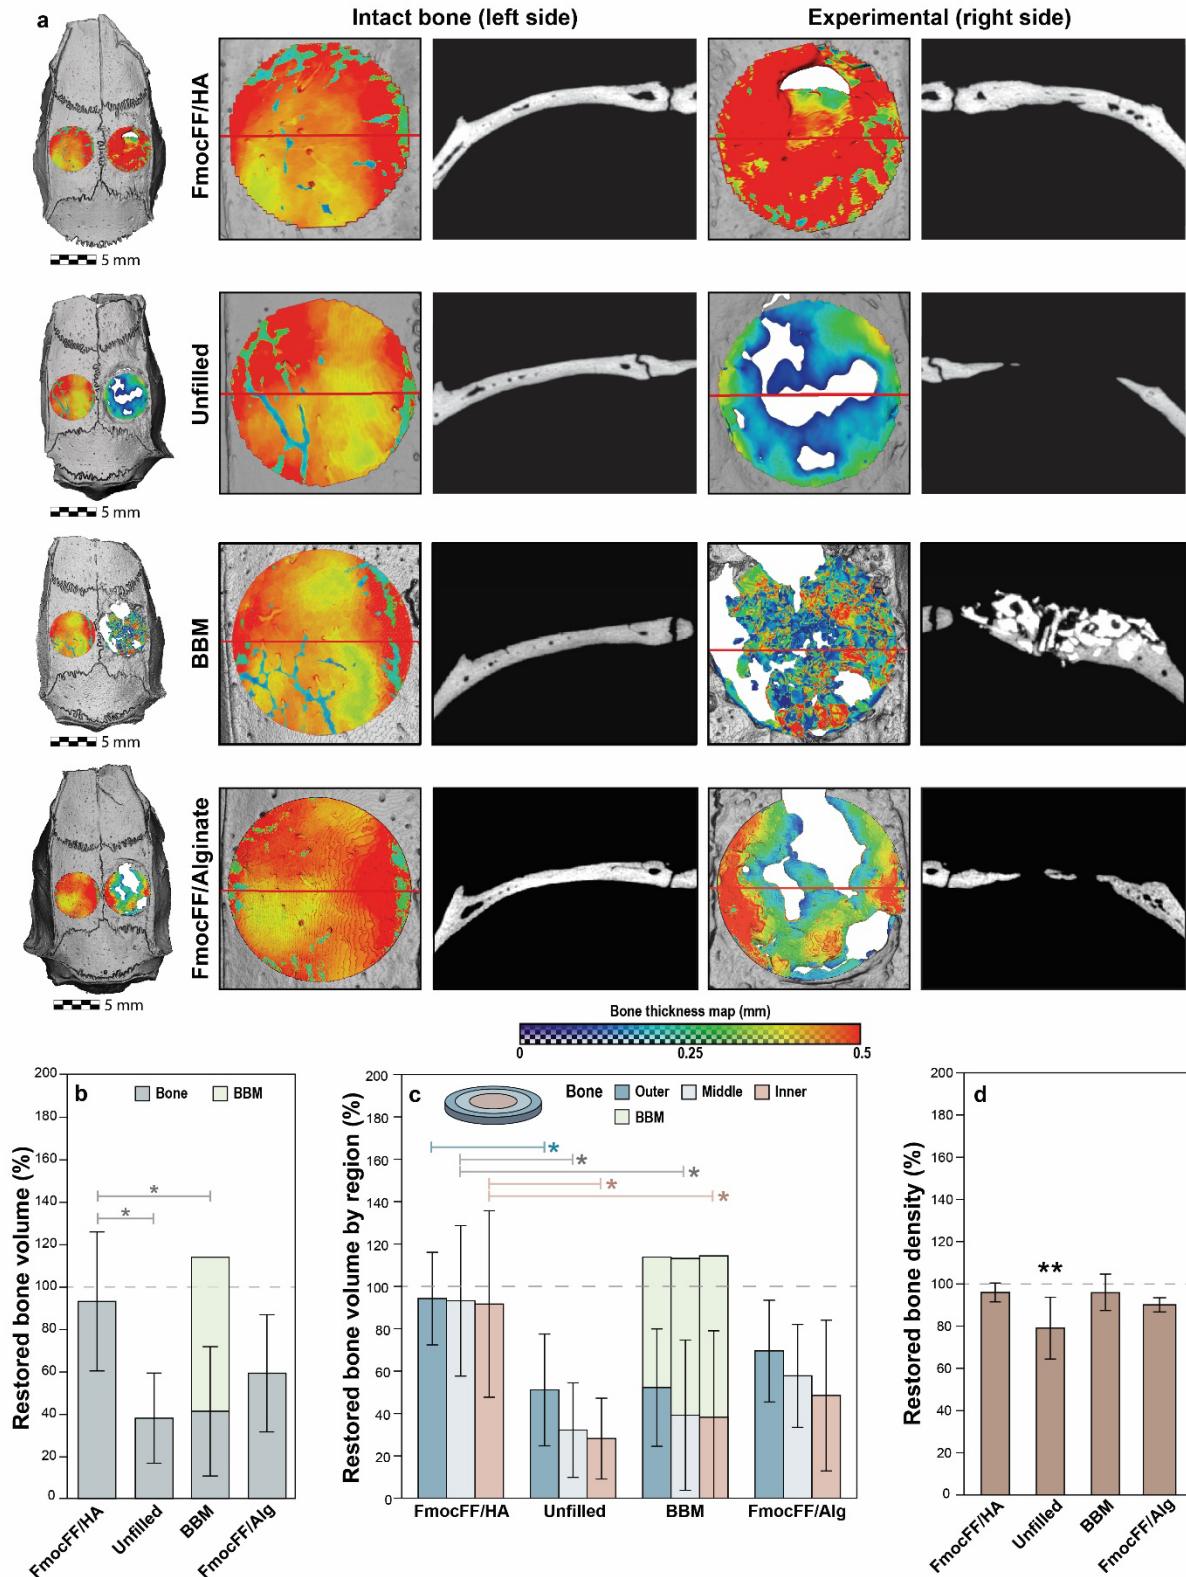 a
Intact bone (left side)
Experimental (right side)
FmocFF/HA
5 mm
Unfilled
5 mm
BBM
5 mm
FmocFF/Alginate
5 mm
Bone thickness map (mm)
0
0.25
0.5
b
Bone
BBM
Restored bone volume (%)
200
180
160
140
120
100
80
60
40
20
0
*
*
FmocFF/HA
Unfilled
BBM
FmocFF/Alg
c
Bone
Outer
Middle
Inner
BBM
Restored bone volume by region (%)
200
180
160
140
120
100
80
60
40
20
0
*
*
*
*
*
FmocFF/HA
Unfilled
BBM
FmocFF/Alg
d
Restored bone density (%)
200
180
160
140
120
100
80
60
40
20
0
**
FmocFF/HA
Unfilled
BBM
FmocFF/Alg